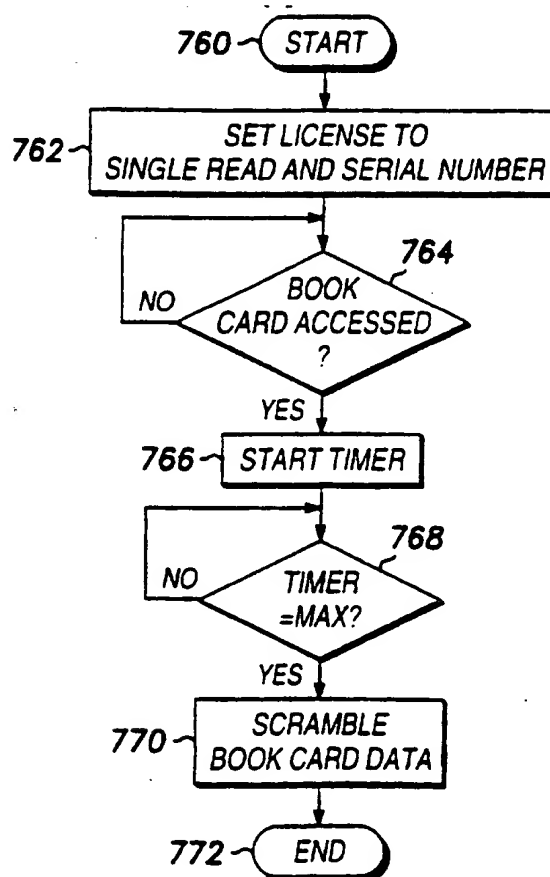 760
START
762
SET LICENSE TO
SINGLE READ AND SERIAL NUMBER
764
NO
BOOK
CARD ACCESSED
?
YES
766
START TIMER
768
NO
TIMER
=MAX?
YES
770
SCRAMBLE
BOOK CARD DATA
772
END